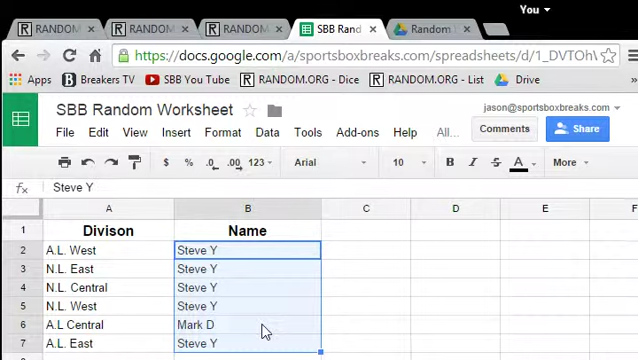 You
RANDOM RANDOM RANDOM SBB Rand Random
https://docs.google.com/a/sportsboxbreaks.com/spreadsheets/d/1_DVTOh
Apps Breakers TV SBB You Tube RANDOM.ORG - Dice RANDOM.ORG - List Drive
SBB Random Worksheet
jason@sportsboxbreaks.com
File Edit View Insert Format Data Tools Add-ons Help All...
Comments Share
$ % .0 .00 123 Arial 10 B I S A More
fx Steve Y
A B C D E F
1 Divison Name
2 A.L. West Steve Y
3 N.L. East Steve Y
4 N.L. Central Steve Y
5 N.L. West Steve Y
6 A.L Central Mark D
7 A.L. East Steve Y